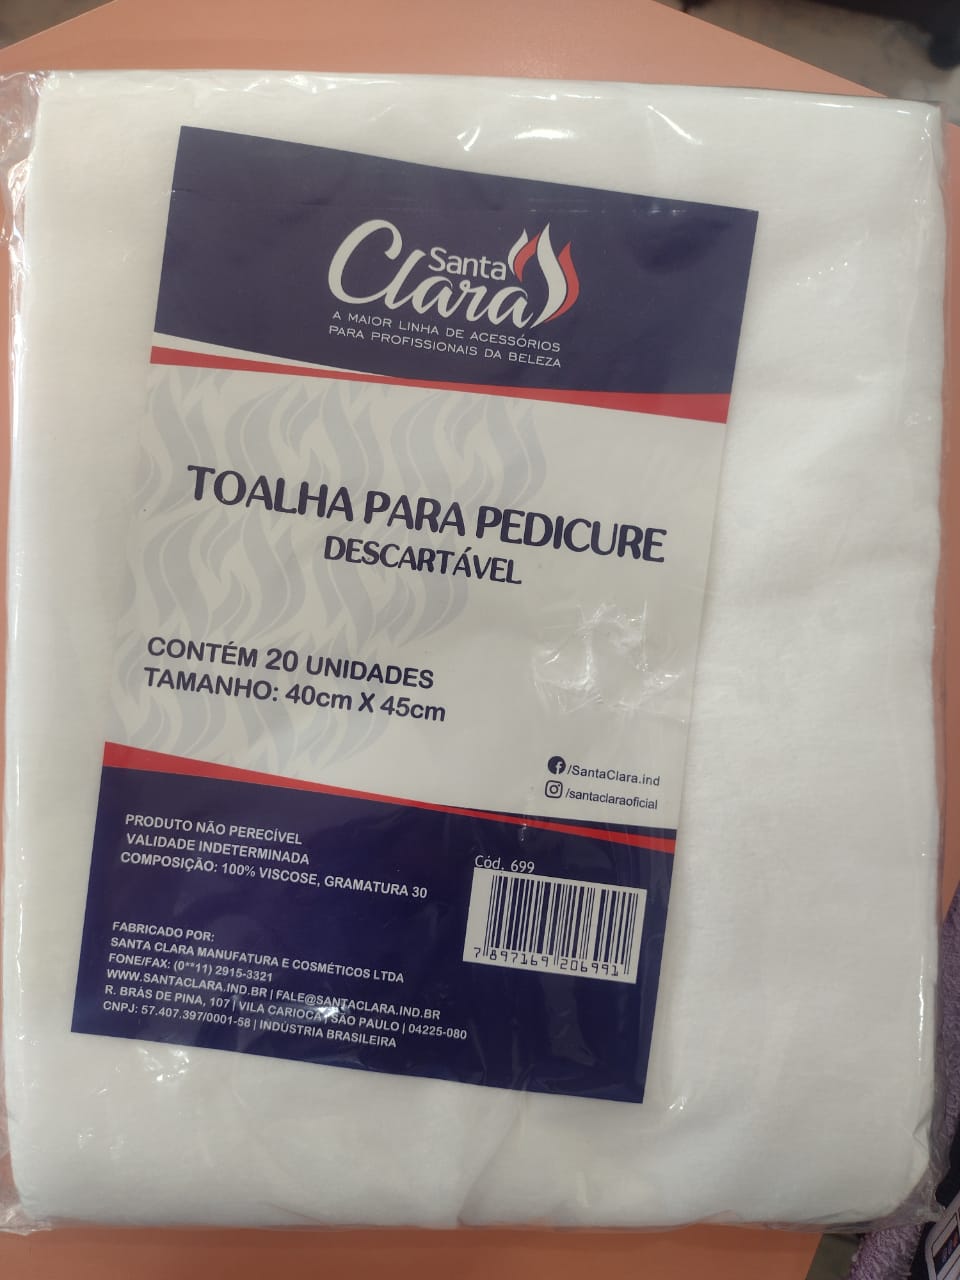 Santa
Clara
A MAIOR LINHA DE ACESSÓRIOS
PARA PROFISSIONAIS DA BELEZA
TOALHA PARA PEDICURE
DESCARTÁVEL
CONTÉM 20 UNIDADES
TAMANHO: 40cm X 45cm
/SantaClara.ind
/santaclaraoficial
PRODUTO NÃO PERECÍVEL
VALIDADE INDETERMINADA
COMPOSIÇÃO: 100% VISCOSE, GRAMATURA 30
Cód. 699
7 897169 206991
FABRICADO POR:
SANTA CLARA MANUFATURA E COSMÉTICOS LTDA
FONE/FAX: (0**11) 2915-3321
WWW.SANTACLARA.IND.BR | FALE@SANTACLARA.IND.BR
R. BRÁS DE PINA, 107 | VILA CARIOCA | SÃO PAULO | 04225-080
CNPJ: 57.407.397/0001-58 | INDÚSTRIA BRASILEIRA